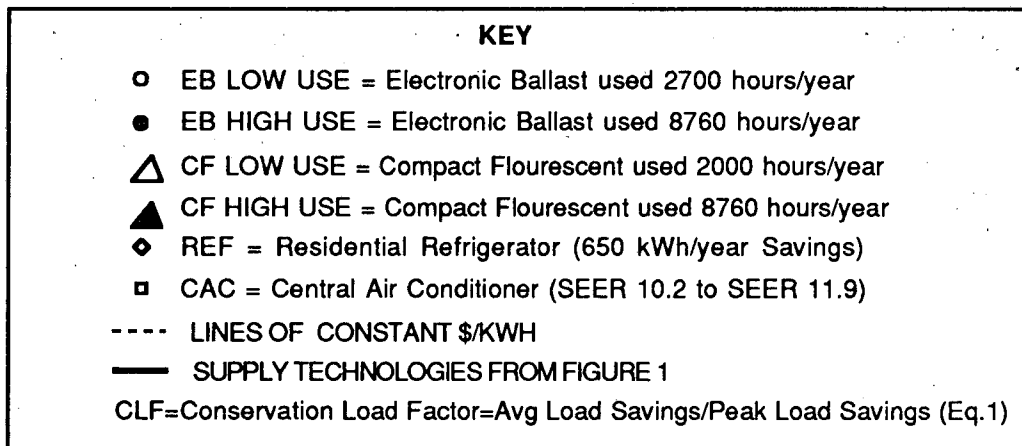 KEY
EB LOW USE = Electronic Ballast used 2700 hours/year
EB HIGH USE = Electronic Ballast used 8760 hours/year
CF LOW USE = Compact Flourescent used 2000 hours/year
CF HIGH USE = Compact Flourescent used 8760 hours/year
REF = Residential Refrigerator (650 kWh/year Savings)
CAC = Central Air Conditioner (SEER 10.2 to SEER 11.9)
LINES OF CONSTANT $/KWH
SUPPLY TECHNOLOGIES FROM FIGURE 1
CLF=Conservation Load Factor=Avg Load Savings/Peak Load Savings (Eq.1)